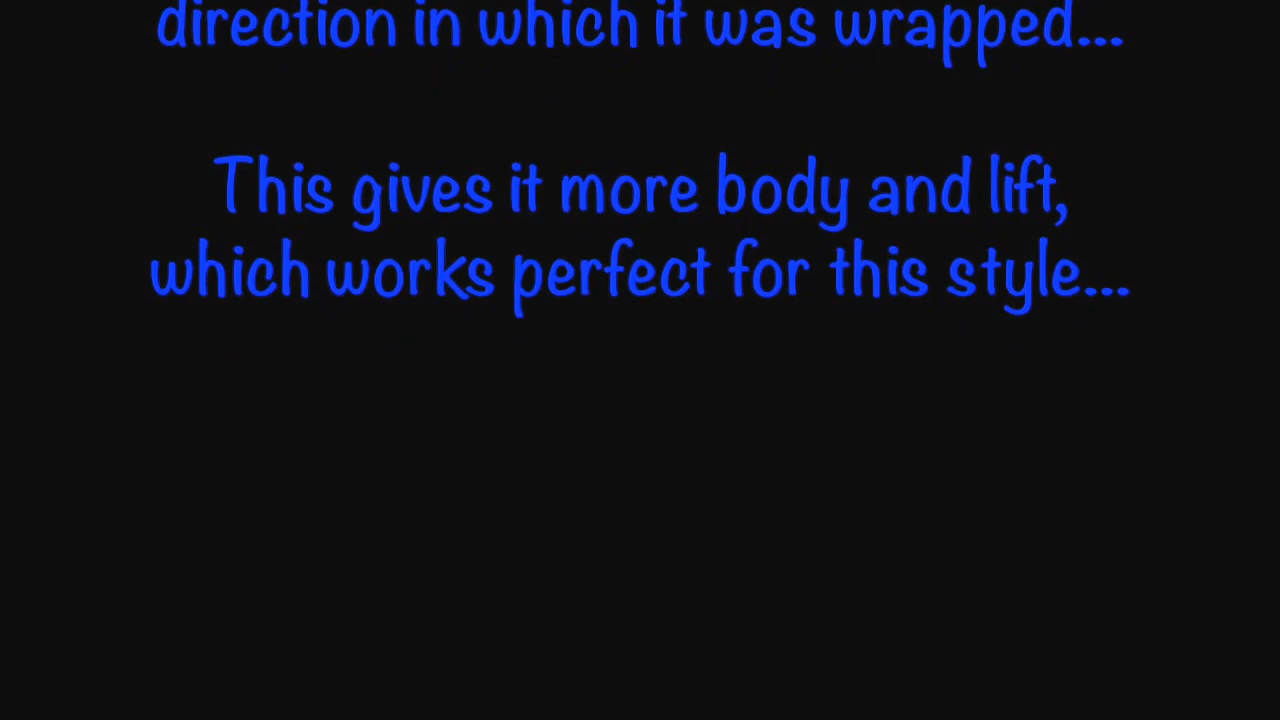 direction in which it was wrapped...
This gives it more body and lift,
which works perfect for this style...